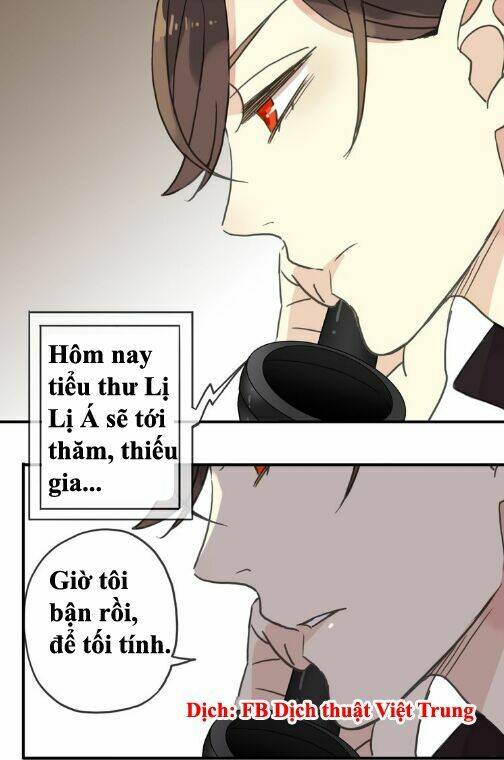 Hôm nay
tiểu thư Lị
Lị Á sẽ tới
thăm, thiếu
gia...
Giờ tôi
bận rồi,
để tối tính.
Dịch: FB Dịch thuật Việt Trung